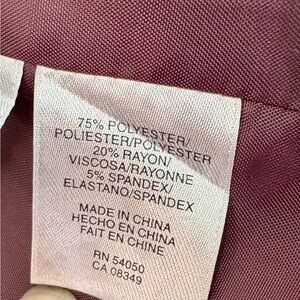 75% POLYESTER/
POLIESTER/POLYESTER
20% RAYON/
VISCOSA/RAYONNE
5% SPANDEX/
ELASTANO/SPANDEX
MADE IN CHINA
HECHO EN CHINA
FAIT EN CHINE
RN 54050
CA 08349